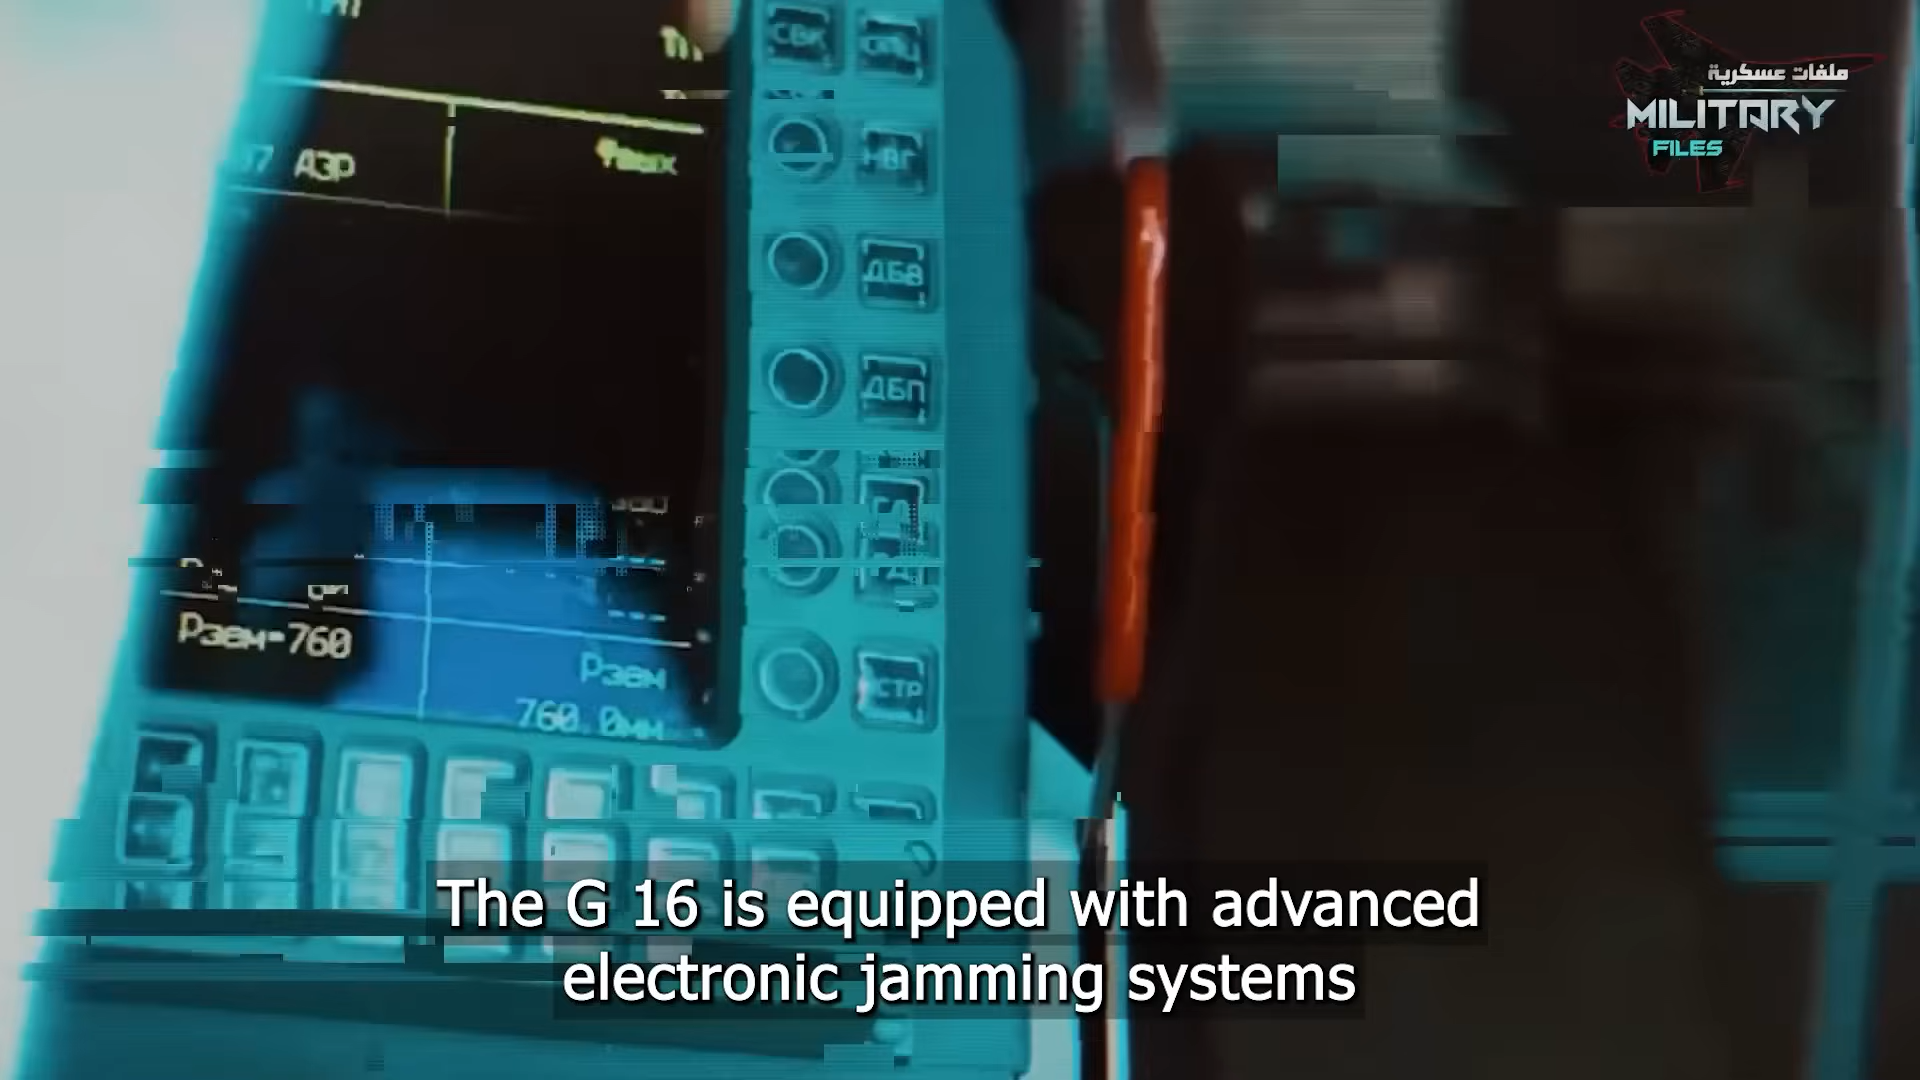 ملفات عسكرية
MILITARY
FILES
СВК
АЗР
НВГ
ДБВ
ДБП
Рзем=760
Рзем
760.0мм
СТР
The G 16 is equipped with advanced
electronic jamming systems